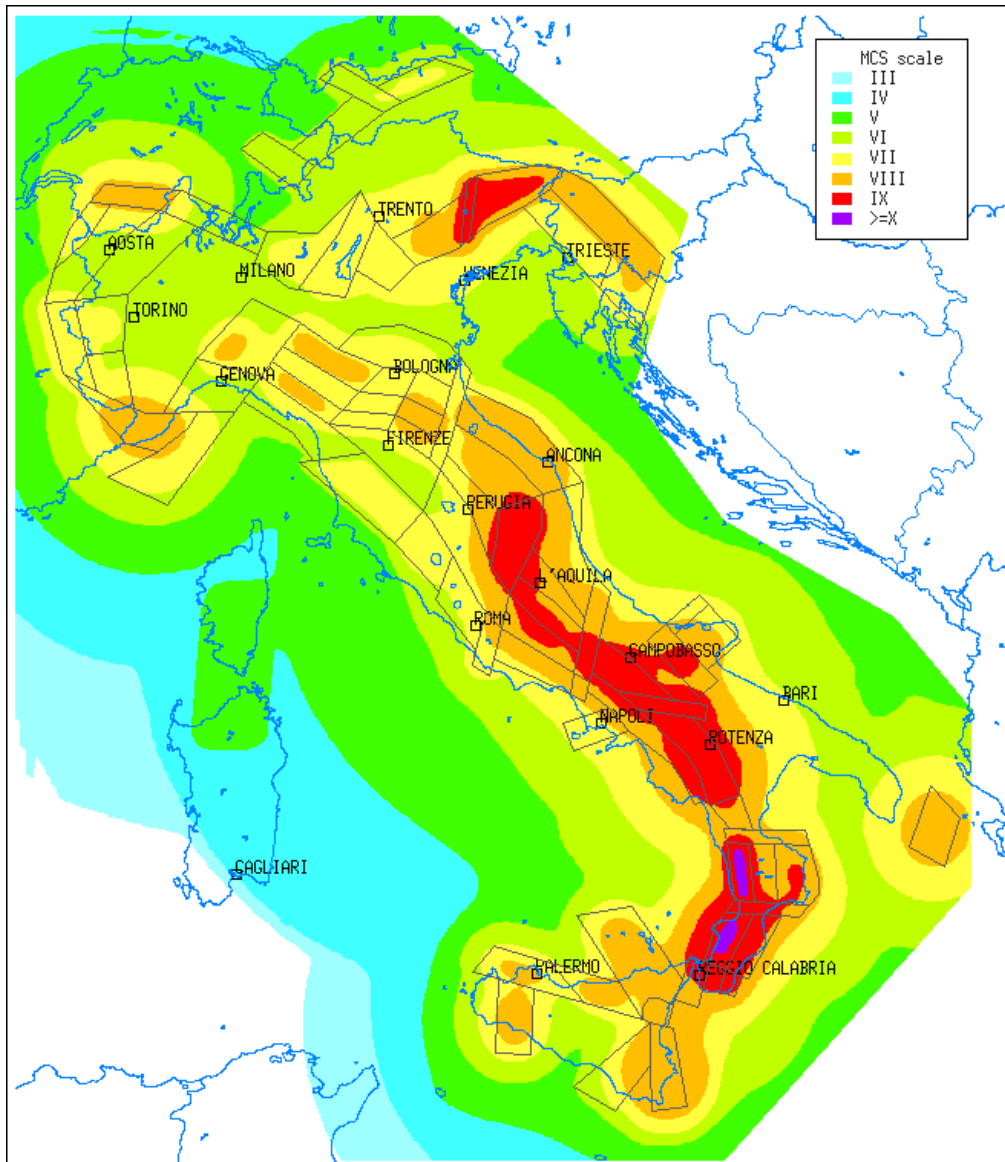 MCS scale
III
IV
V
VI
VII
VIII
IX
>=X
TRENTO
AOSTA
TRIESTE
MILANO
VENEZIA
TORINO
BOLOGNA
GENOVA
FIRENZE
ANCONA
PERUGIA
L'AQUILA
ROMA
CAMPOBASSO
BARI
NAPOLI
POTENZA
CAGLIARI
PALERMO
REGGIO CALABRIA